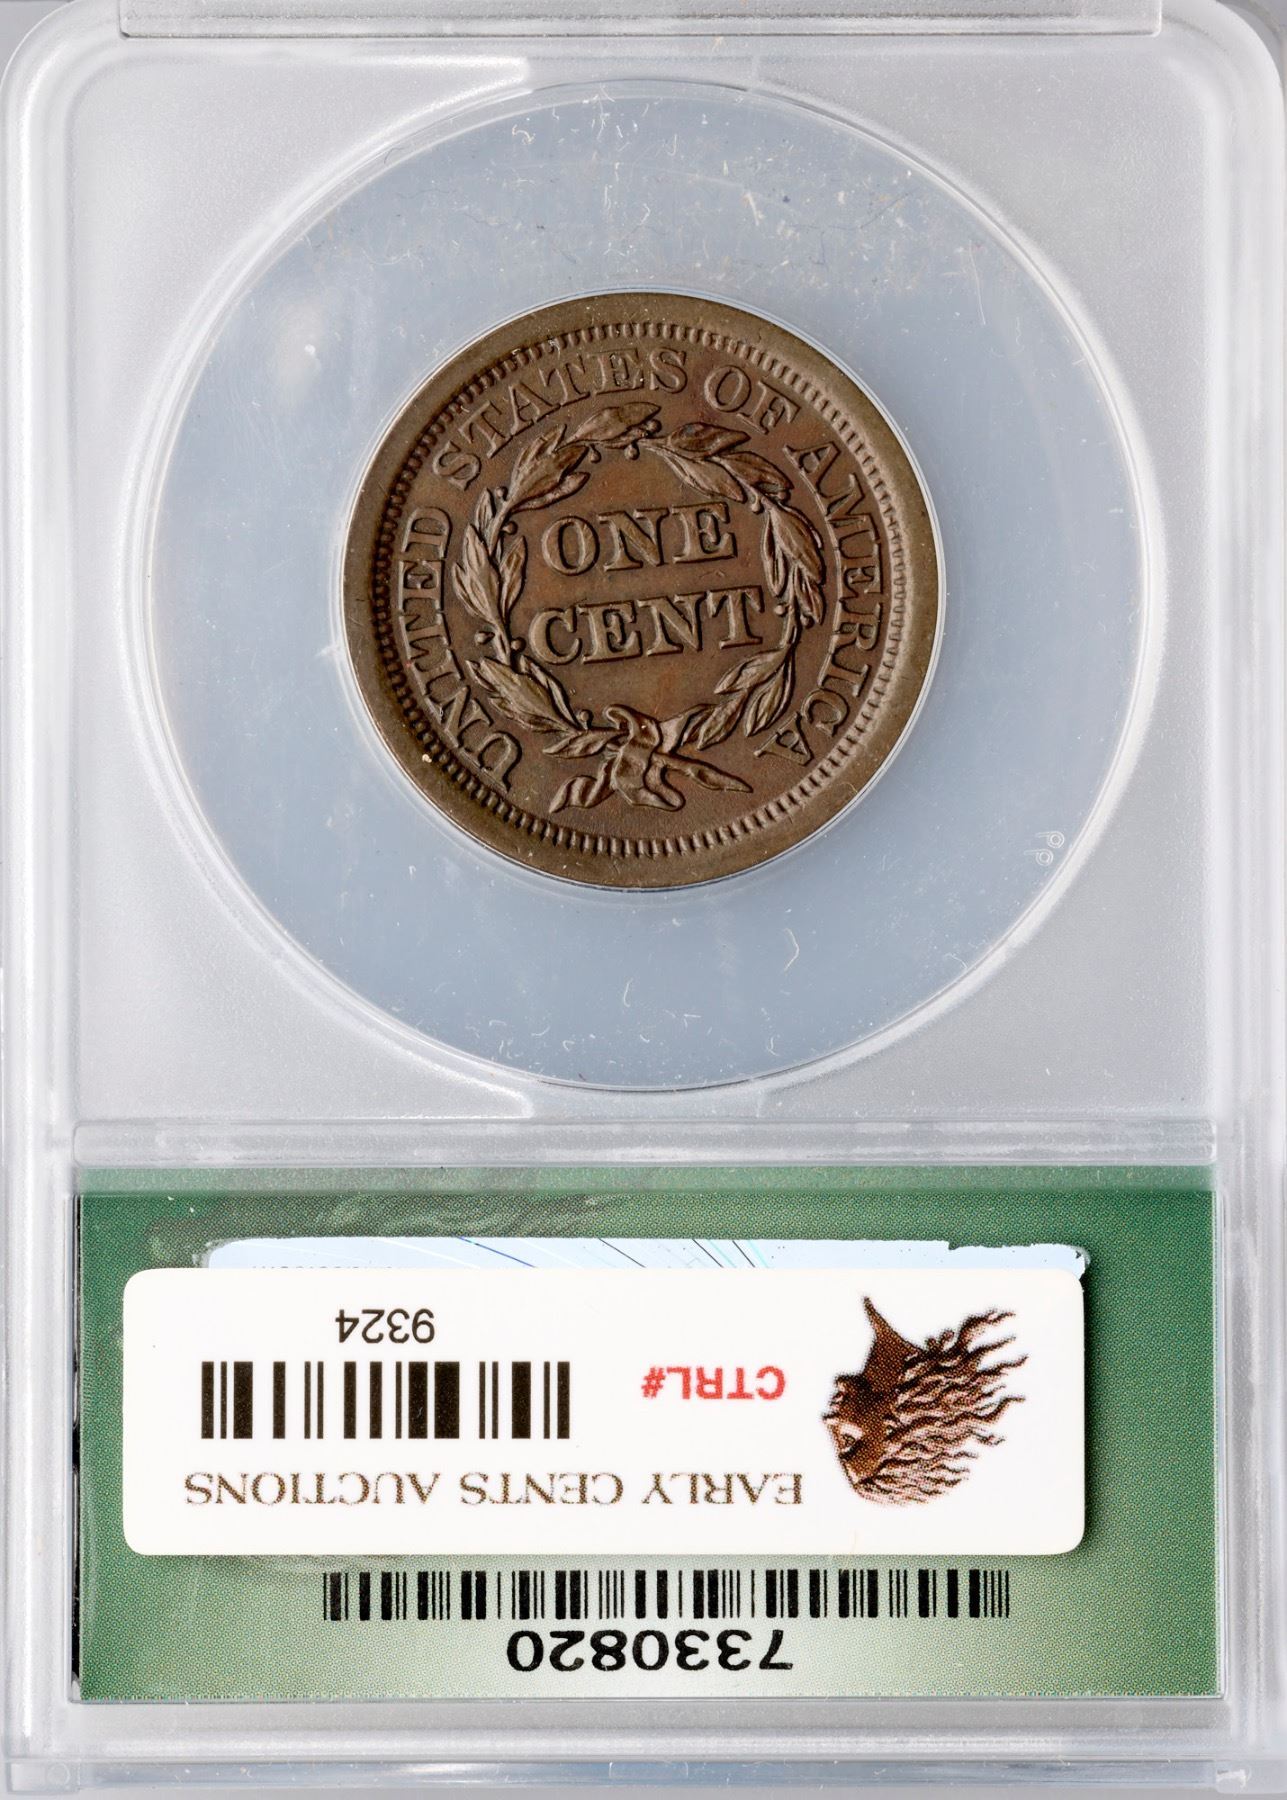 UNITED STATES OF AMERICA
ONE
CENT
EARLY CENTS AUCTIONS
CTRL#
9324
7330820